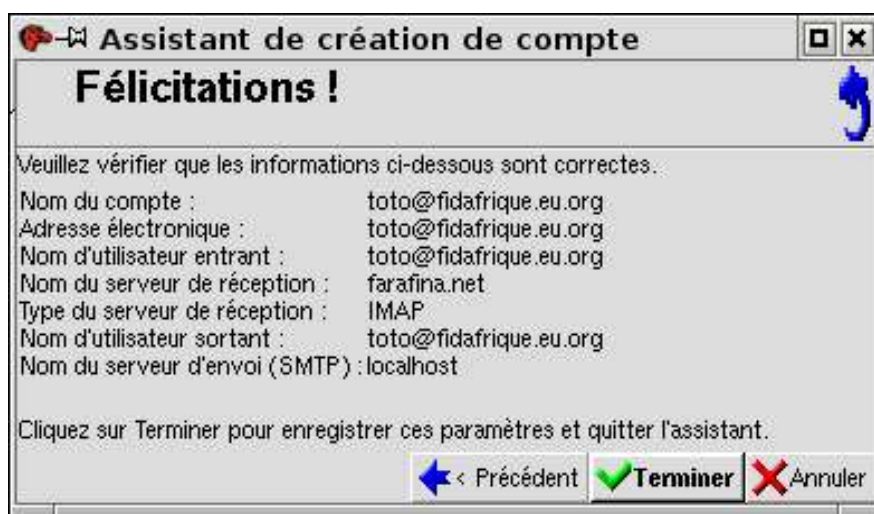 Assistant de création de compte
Félicitations !
Veuillez vérifier que les informations ci-dessous sont correctes.
Nom du compte : toto@fidafrique.eu.org
Adresse électronique : toto@fidafrique.eu.org
Nom d'utilisateur entrant : toto@fidafrique.eu.org
Nom du serveur de réception : farafina.net
Type du serveur de réception : IMAP
Nom d'utilisateur sortant : toto@fidafrique.eu.org
Nom du serveur d'envoi (SMTP) : localhost
Cliquez sur Terminer pour enregistrer ces paramètres et quitter l'assistant.
< Précédent Terminer Annuler